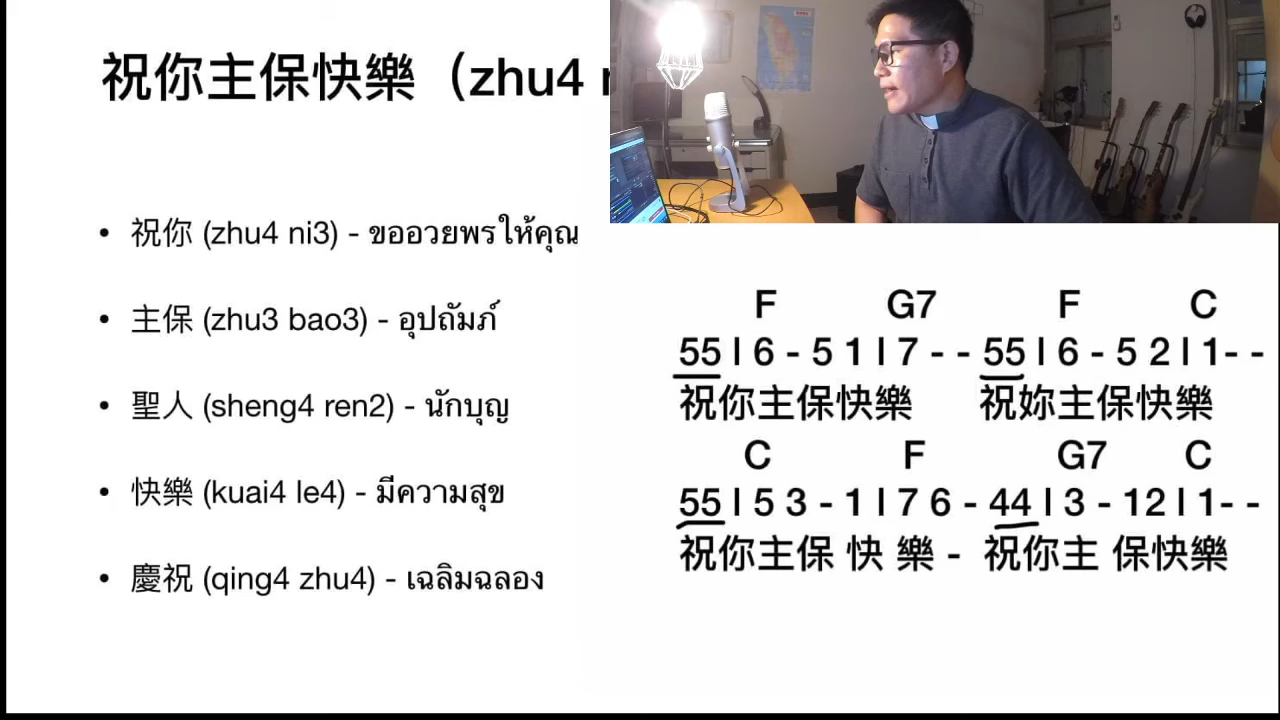 祝你主保快樂（zhu4
• 祝你 (zhu4 ni3) - ขออวยพรให้คุณ
• 主保 (zhu3 bao3) - อุปถัมภ์
• 聖人 (sheng4 ren2) - นักบุญ
• 快樂 (kuai4 le4) - มีความสุข
• 慶祝 (qing4 zhu4) - เฉลิมฉลอง
F G7 F C
55 | 6 - 5 1 | 7 - - 55 | 6 - 5 2 | 1- -
祝你主保快樂 祝妳主保快樂
C F G7 C
55 | 5 3 - 1 | 7 6 - 44 | 3 - 12 | 1- -
祝你主保 快 樂 - 祝你主 保快樂